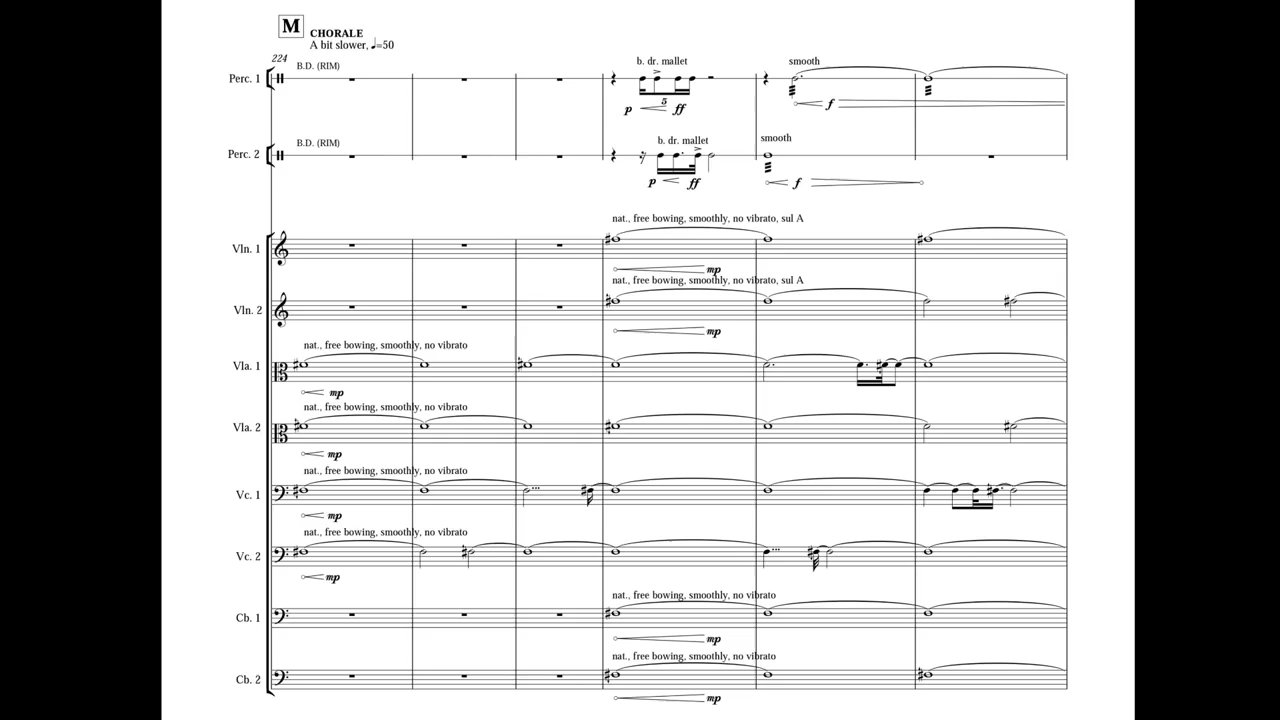 M
CHORALE
A bit slower, ♩=50
224
Perc. 1
B.D. (RIM)
b. dr. mallet
smooth
5
p
ff
f
Perc. 2
B.D. (RIM)
b. dr. mallet
smooth
p
ff
f
nat., free bowing, smoothly, no vibrato, sul A
Vln. 1
mp
nat., free bowing, smoothly, no vibrato, sul A
Vln. 2
mp
nat., free bowing, smoothly, no vibrato
Vla. 1
mp
nat., free bowing, smoothly, no vibrato
Vla. 2
mp
nat., free bowing, smoothly, no vibrato
Vc. 1
mp
nat., free bowing, smoothly, no vibrato
Vc. 2
mp
nat., free bowing, smoothly, no vibrato
Cb. 1
mp
nat., free bowing, smoothly, no vibrato
Cb. 2
mp